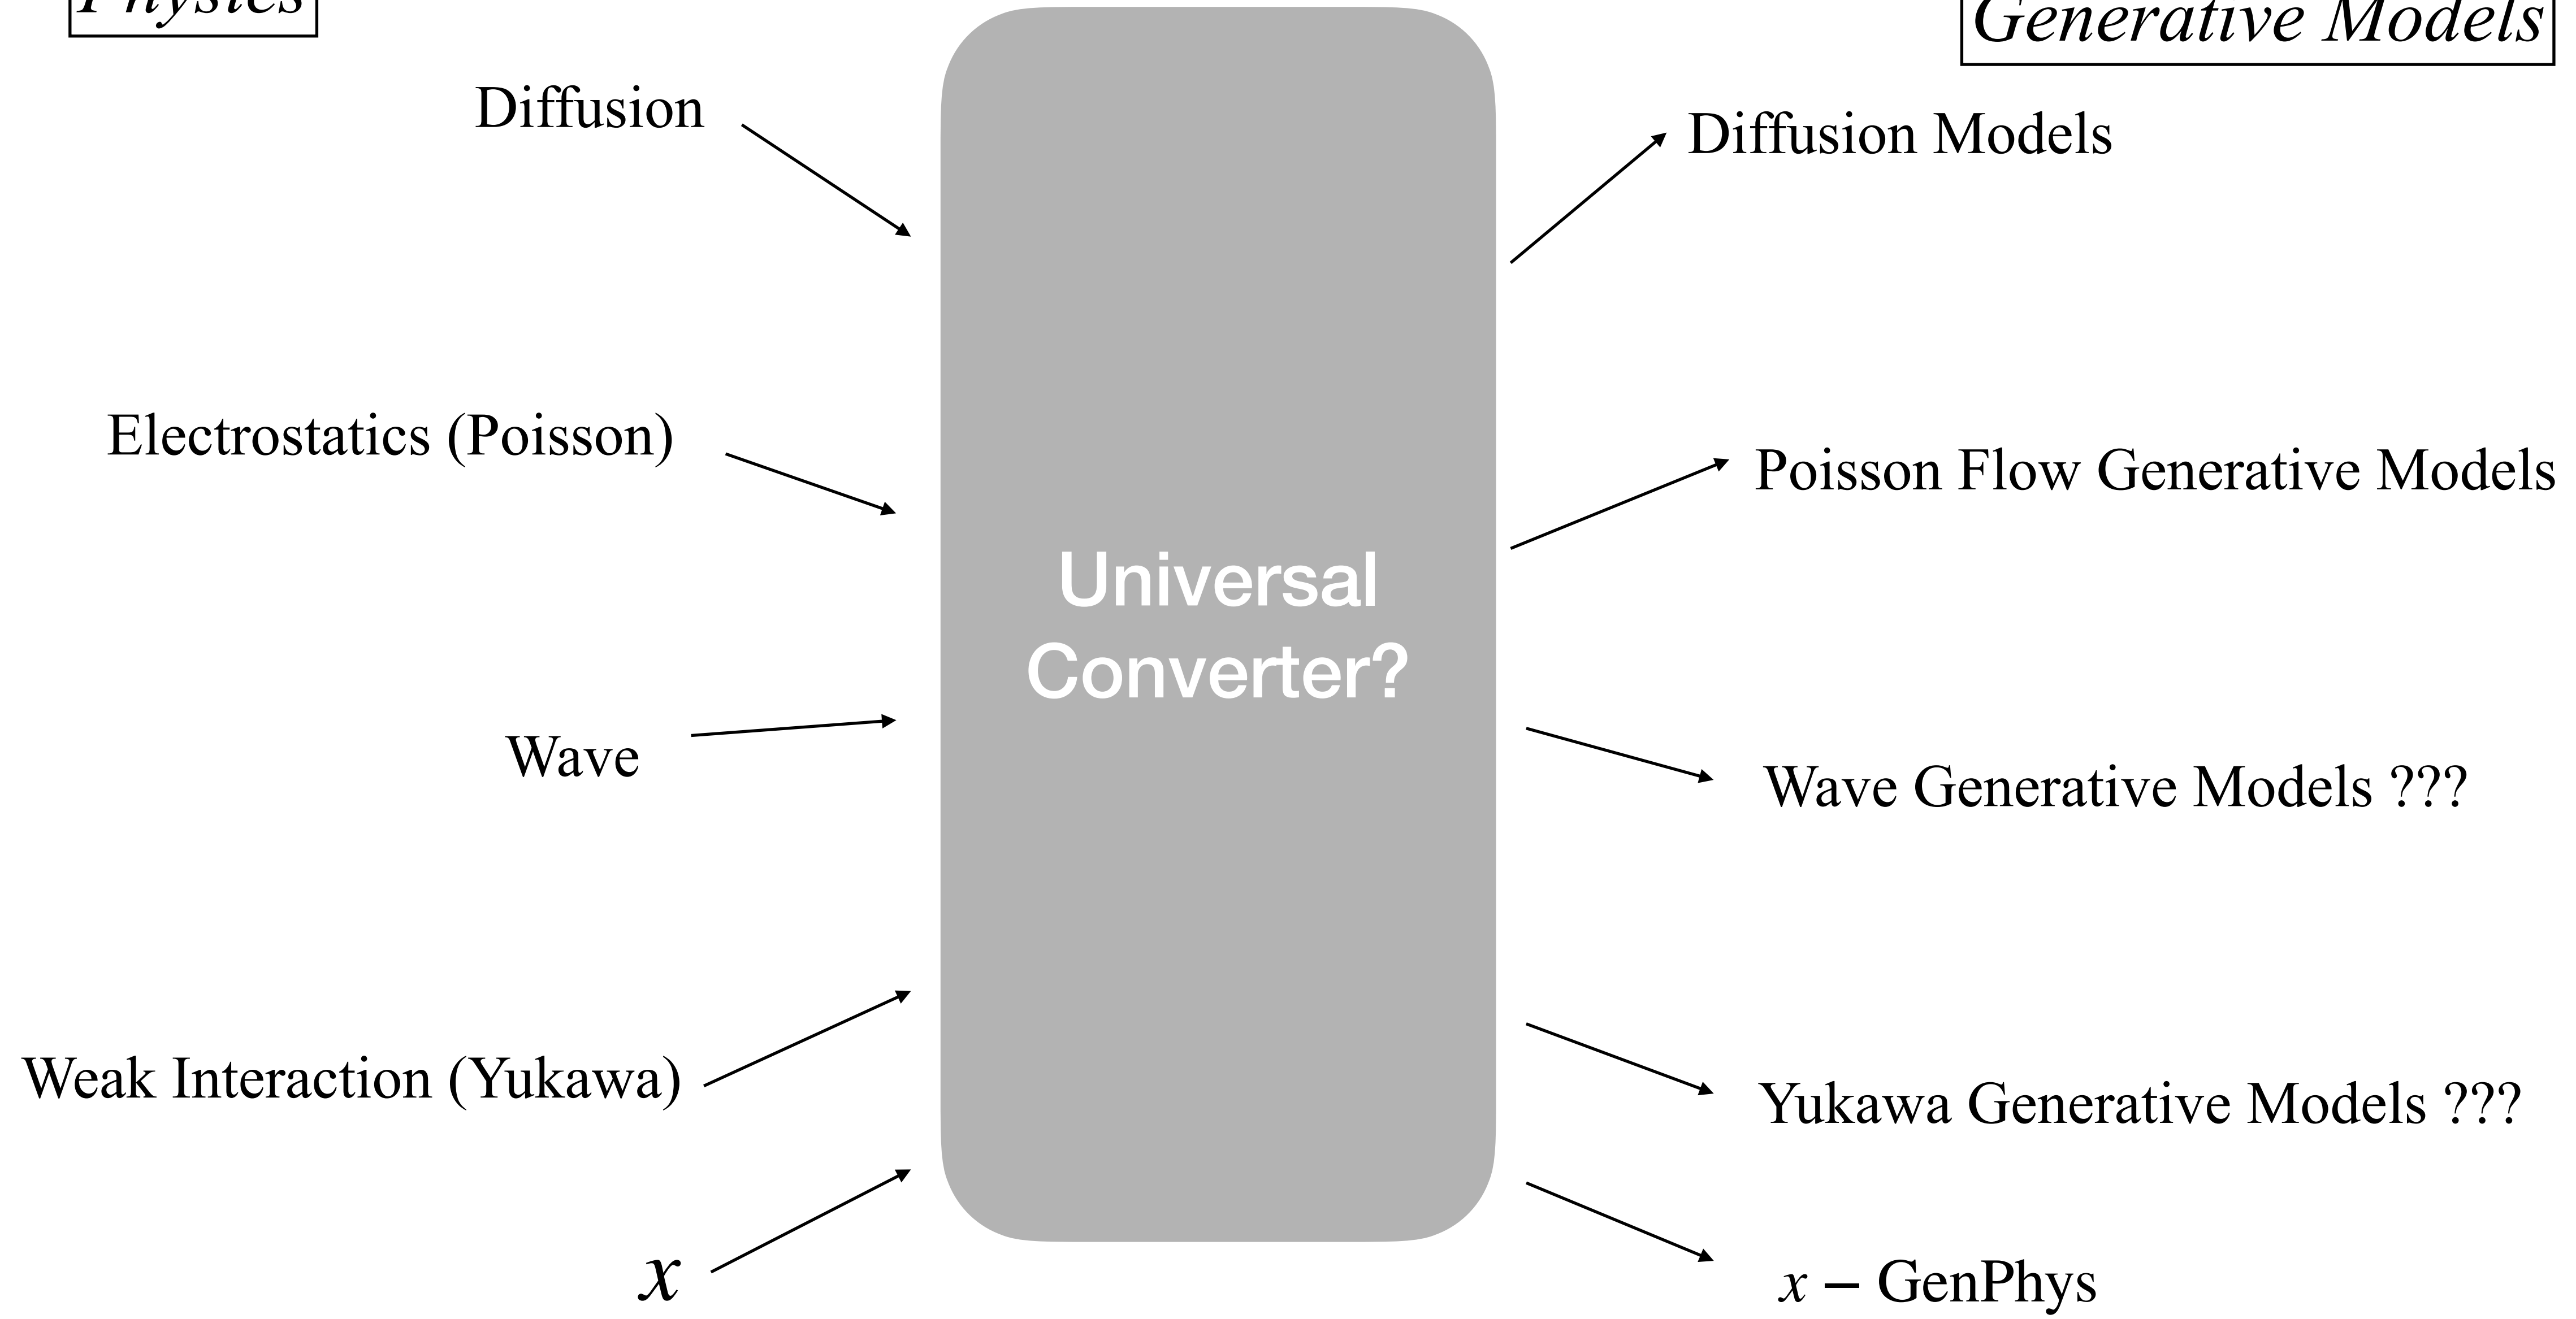 Physics
Generative Models
Diffusion
Diffusion Models
Electrostatics (Poisson)
Poisson Flow Generative Models
Universal
Converter?
Wave
Wave Generative Models ???
Weak Interaction (Yukawa)
Yukawa Generative Models ???
x
x – GenPhys